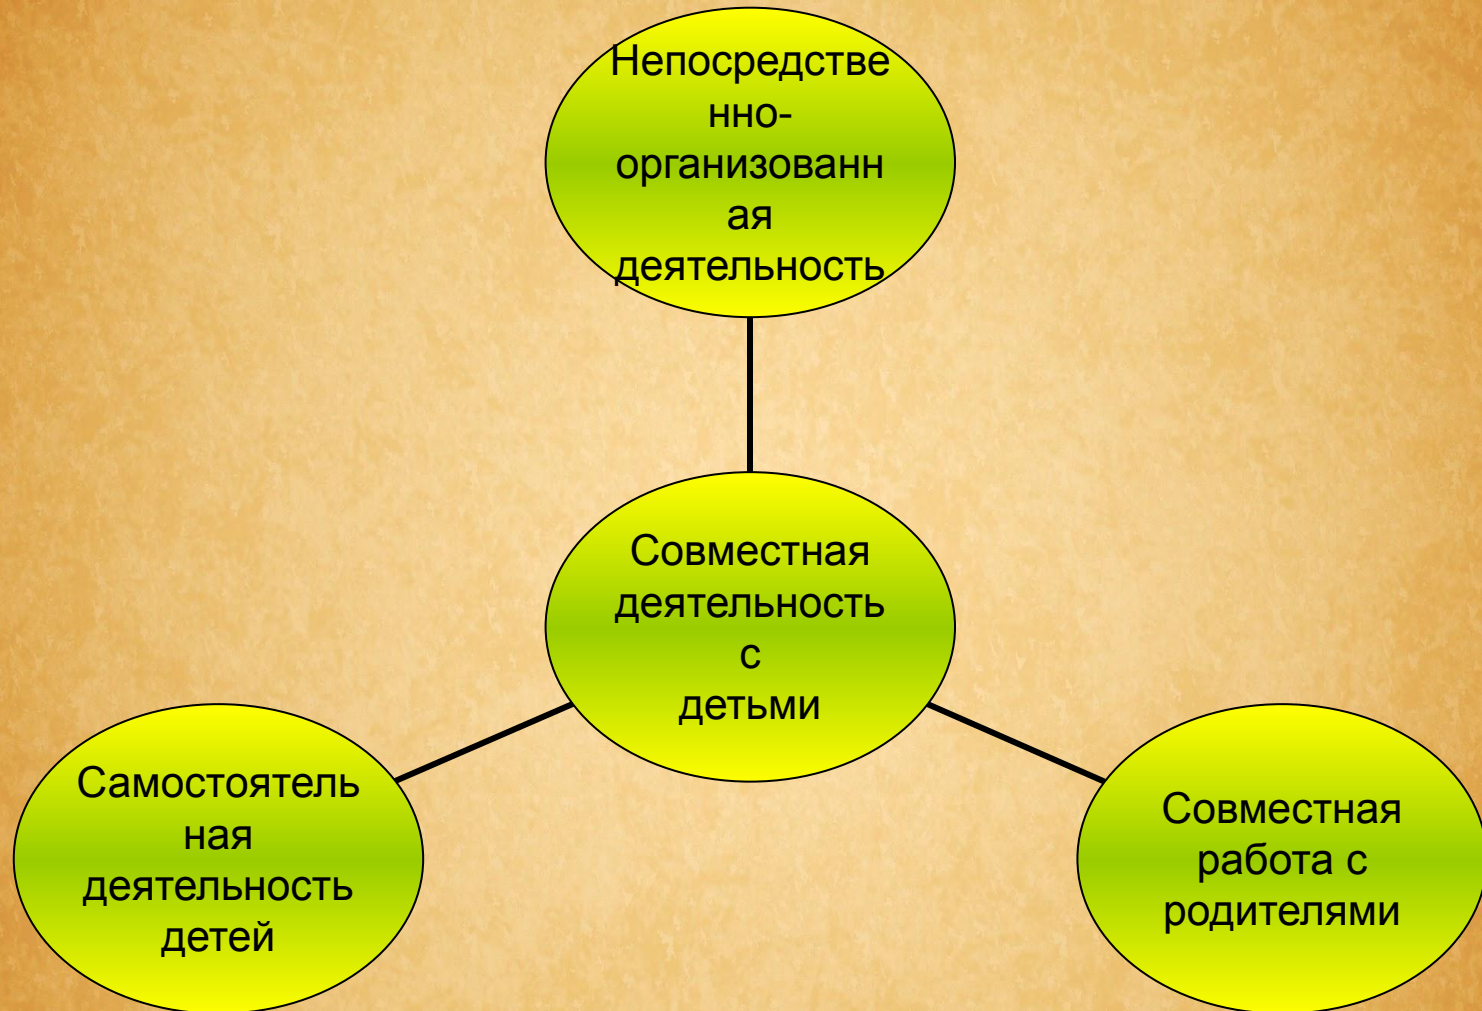 Непосредстве
нно-
организованн
ая
деятельность
Совместная
деятельность
с
детьми
Самостоятель
ная
деятельность
детей
Совместная
работа с
родителями